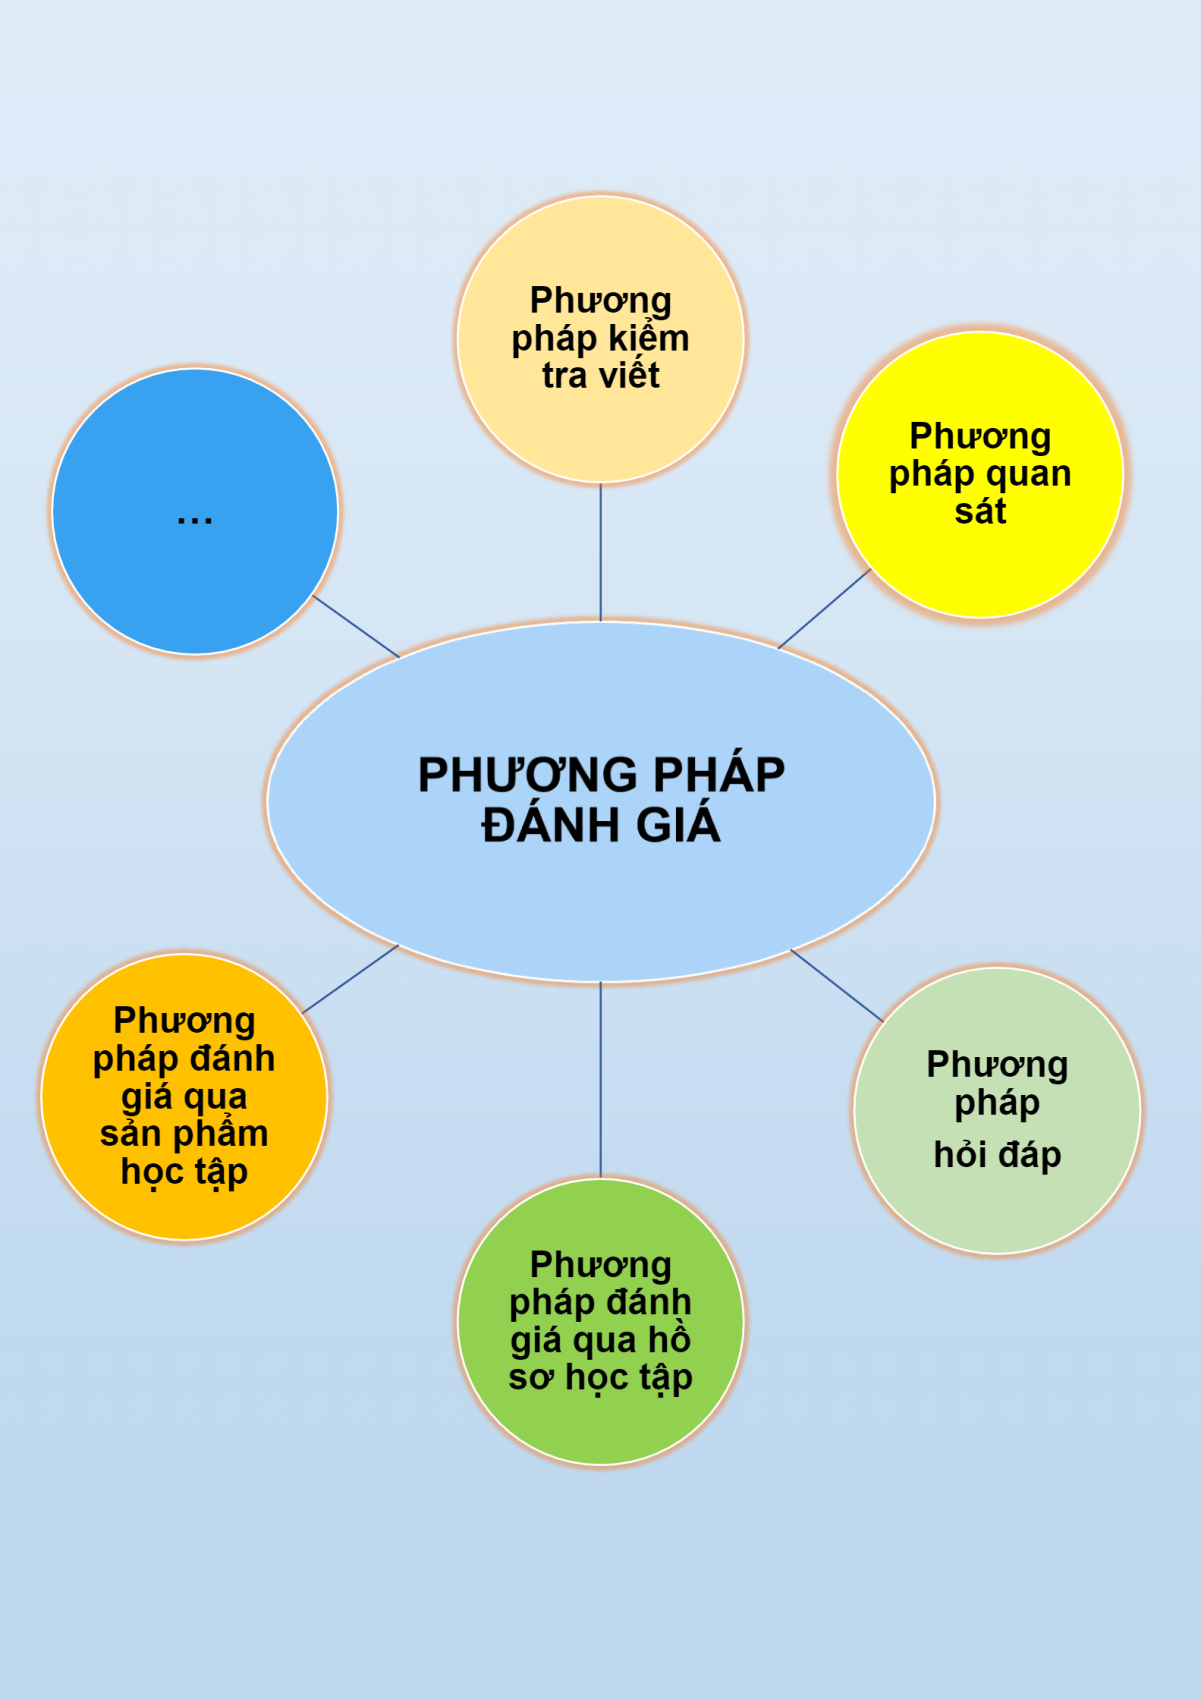 Phương
pháp kiểm
tra viết
Phương
pháp quan
sát
...
PHƯƠNG PHÁP
ĐÁNH GIÁ
Phương
pháp đánh
giá qua
sản phẩm
học tập
Phương
pháp
hỏi đáp
Phương
pháp đánh
giá qua hồ
sơ học tập